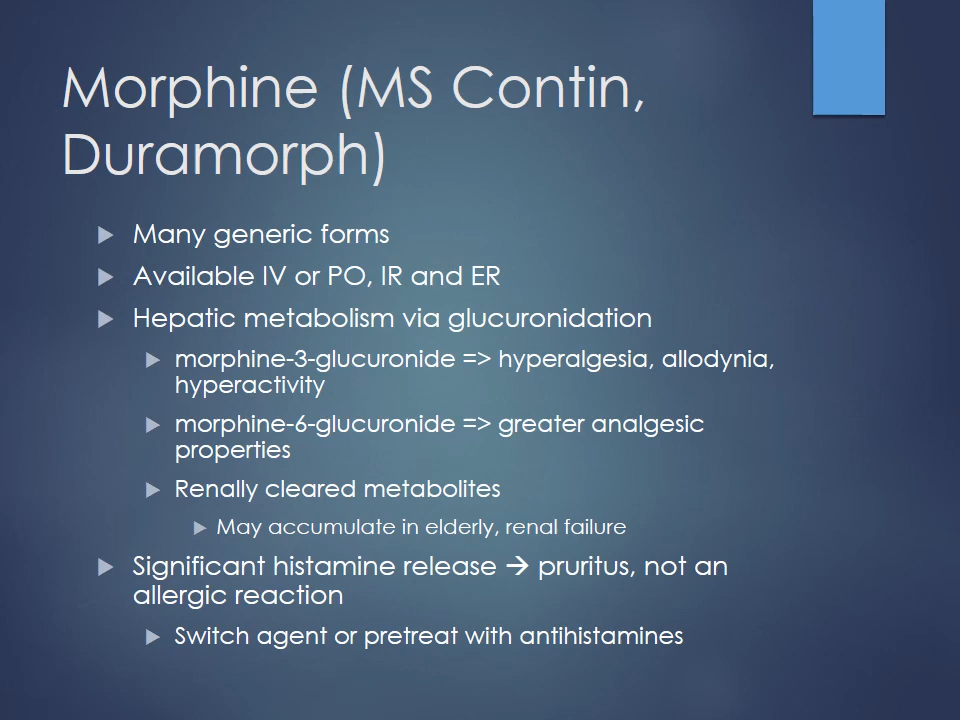 Morphine (MS Contin,
Duramorph)
Many generic forms
Available IV or PO, IR and ER
Hepatic metabolism via glucuronidation
morphine-3-glucuronide => hyperalgesia, allodynia,
hyperactivity
morphine-6-glucuronide => greater analgesic
properties
Renally cleared metabolites
May accumulate in elderly, renal failure
Significant histamine release → pruritus, not an
allergic reaction
Switch agent or pretreat with antihistamines